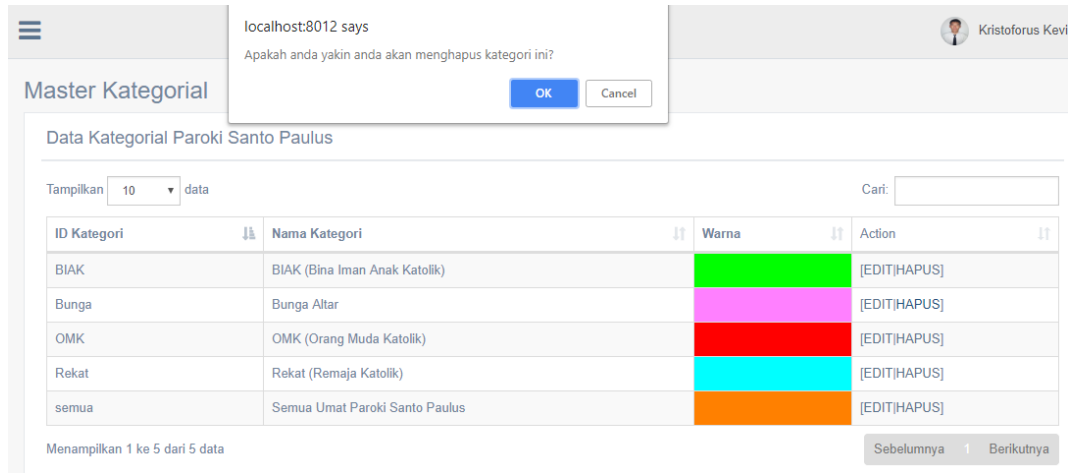 localhost:8012 says
Apakah anda yakin anda akan menghapus kategori ini?
OK Cancel
Kristoforus Kevi
Master Kategorial
Data Kategorial Paroki Santo Paulus
Tampilkan 10 data Cari:
ID Kategori Nama Kategori Warna Action
BIAK BIAK (Bina Iman Anak Katolik) [EDIT|HAPUS]
Bunga Bunga Altar [EDIT|HAPUS]
OMK OMK (Orang Muda Katolik) [EDIT|HAPUS]
Rekat Rekat (Remaja Katolik) [EDIT|HAPUS]
semua Semua Umat Paroki Santo Paulus [EDIT|HAPUS]
Menampilkan 1 ke 5 dari 5 data Sebelumnya 1 Berikutnya